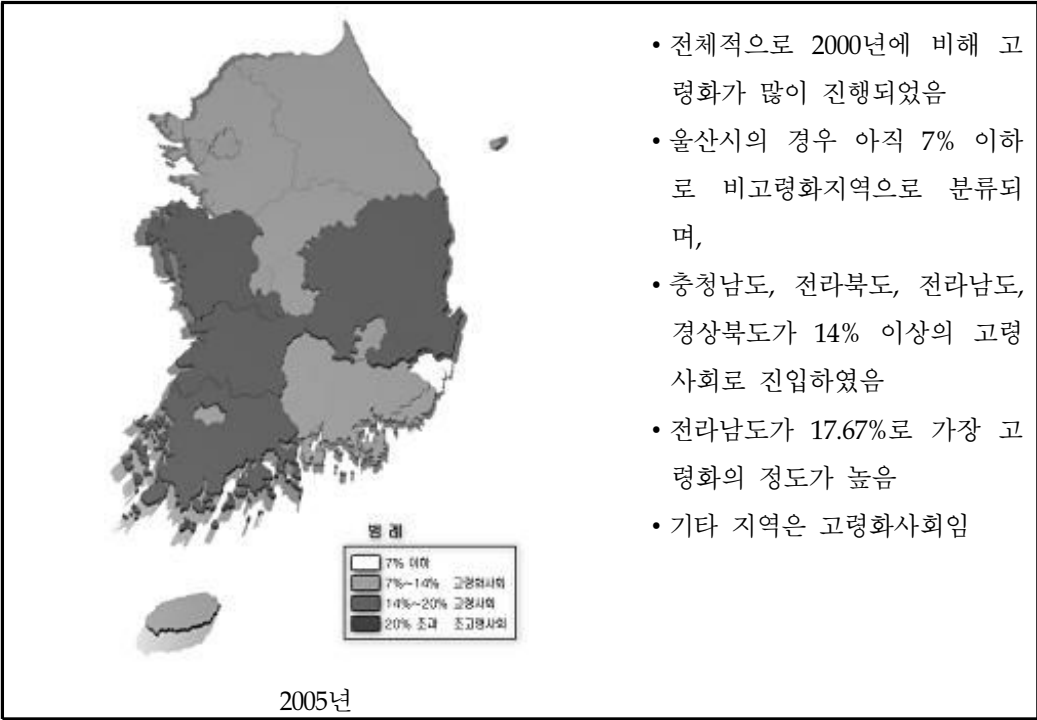 • 전체적으로 2000년에 비해 고
령화가 많이 진행되었음
• 울산시의 경우 아직 7% 이하
로 비고령화지역으로 분류되
며,
• 충청남도, 전라북도, 전라남도,
경상북도가 14% 이상의 고령
사회로 진입하였음
• 전라남도가 17.67%로 가장 고
령화의 정도가 높음
• 기타 지역은 고령화사회임
범 례
7% 이하
7%~14% 고령화사회
14%~20% 고령사회
20% 초과 초고령사회
2005년